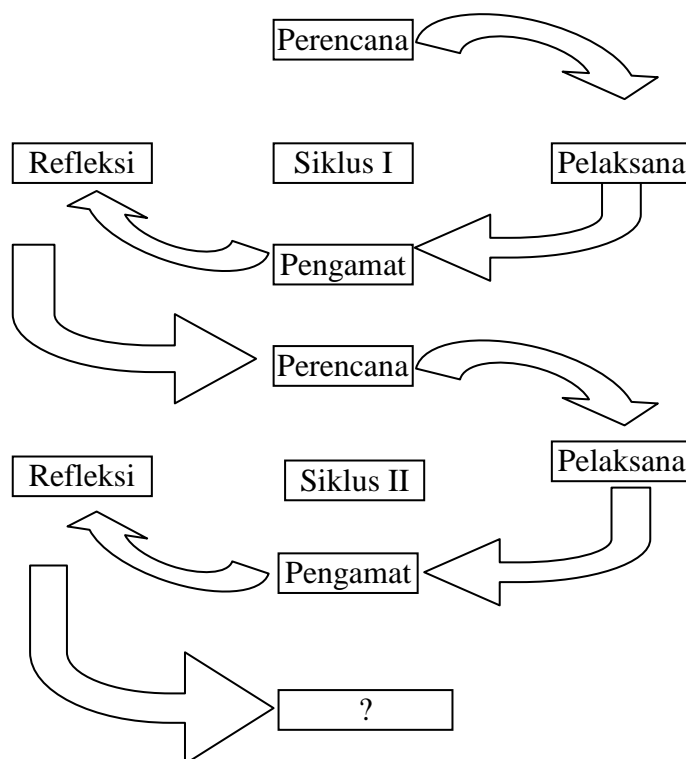 Perencana
Refleksi
Siklus I
Pelaksana
Pengamat
Perencana
Refleksi
Siklus II
Pelaksana
Pengamat
?